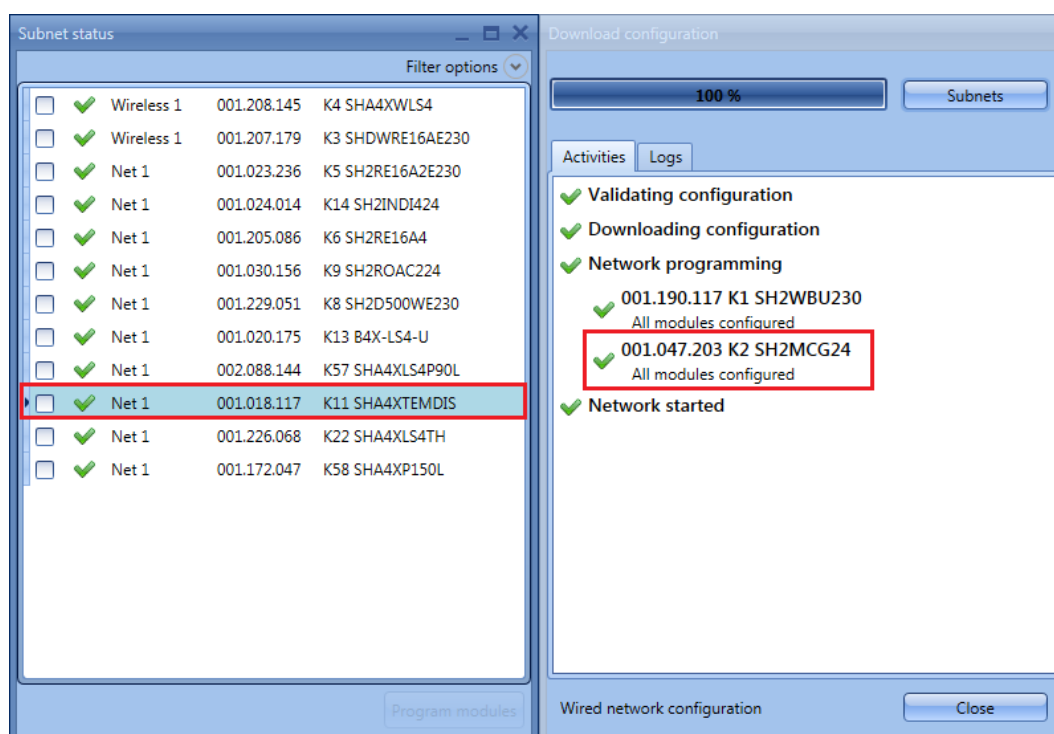 Subnet status
Filter options
Wireless 1 001.208.145 K4 SHA4XWLS4
Wireless 1 001.207.179 K3 SHDWRE16AE230
Net 1 001.023.236 K5 SH2RE16A2E230
Net 1 001.024.014 K14 SH2INDI424
Net 1 001.205.086 K6 SH2RE16A4
Net 1 001.030.156 K9 SH2ROAC224
Net 1 001.229.051 K8 SH2D500WE230
Net 1 001.020.175 K13 B4X-LS4-U
Net 1 002.088.144 K57 SHA4XLS4P90L
Net 1 001.018.117 K11 SHA4XTEMDIS
Net 1 001.226.068 K22 SHA4XLS4TH
Net 1 001.172.047 K58 SHA4XP150L
Program modules
Download configuration
100 % Subnets
Activities Logs
Validating configuration
Downloading configuration
Network programming
001.190.117 K1 SH2WBU230
All modules configured
001.047.203 K2 SH2MCG24
All modules configured
Network started
Wired network configuration Close